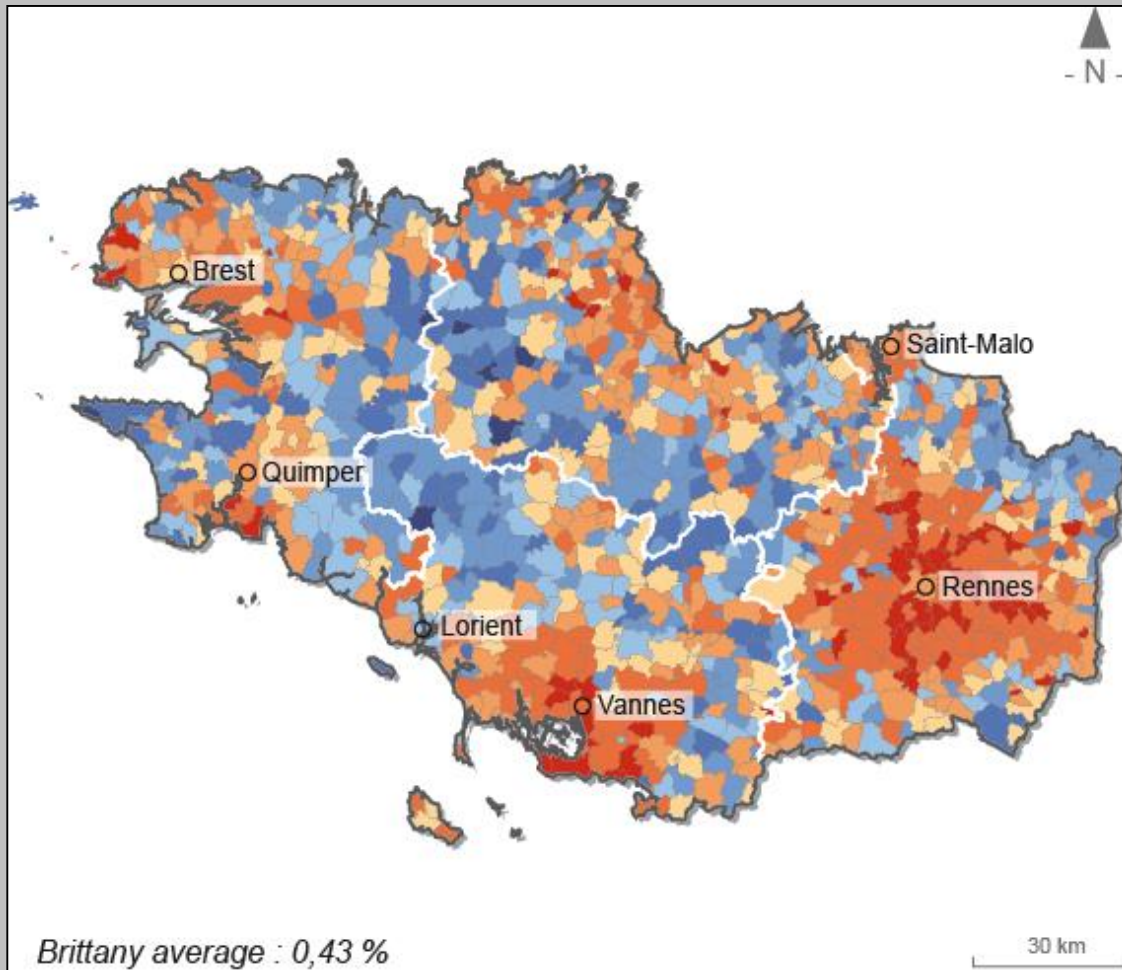 - N -
Brest
Saint-Malo
Quimper
Rennes
Lorient
Vannes
Brittany average : 0,43 %
30 km